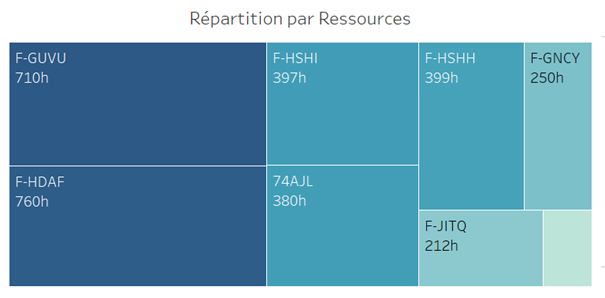 Répartition par Ressources
F-GUVU
710h
F-HDAF
760h
F-HSHI
397h
74AJL
380h
F-HSHH
399h
F-GNCY
250h
F-JITQ
212h